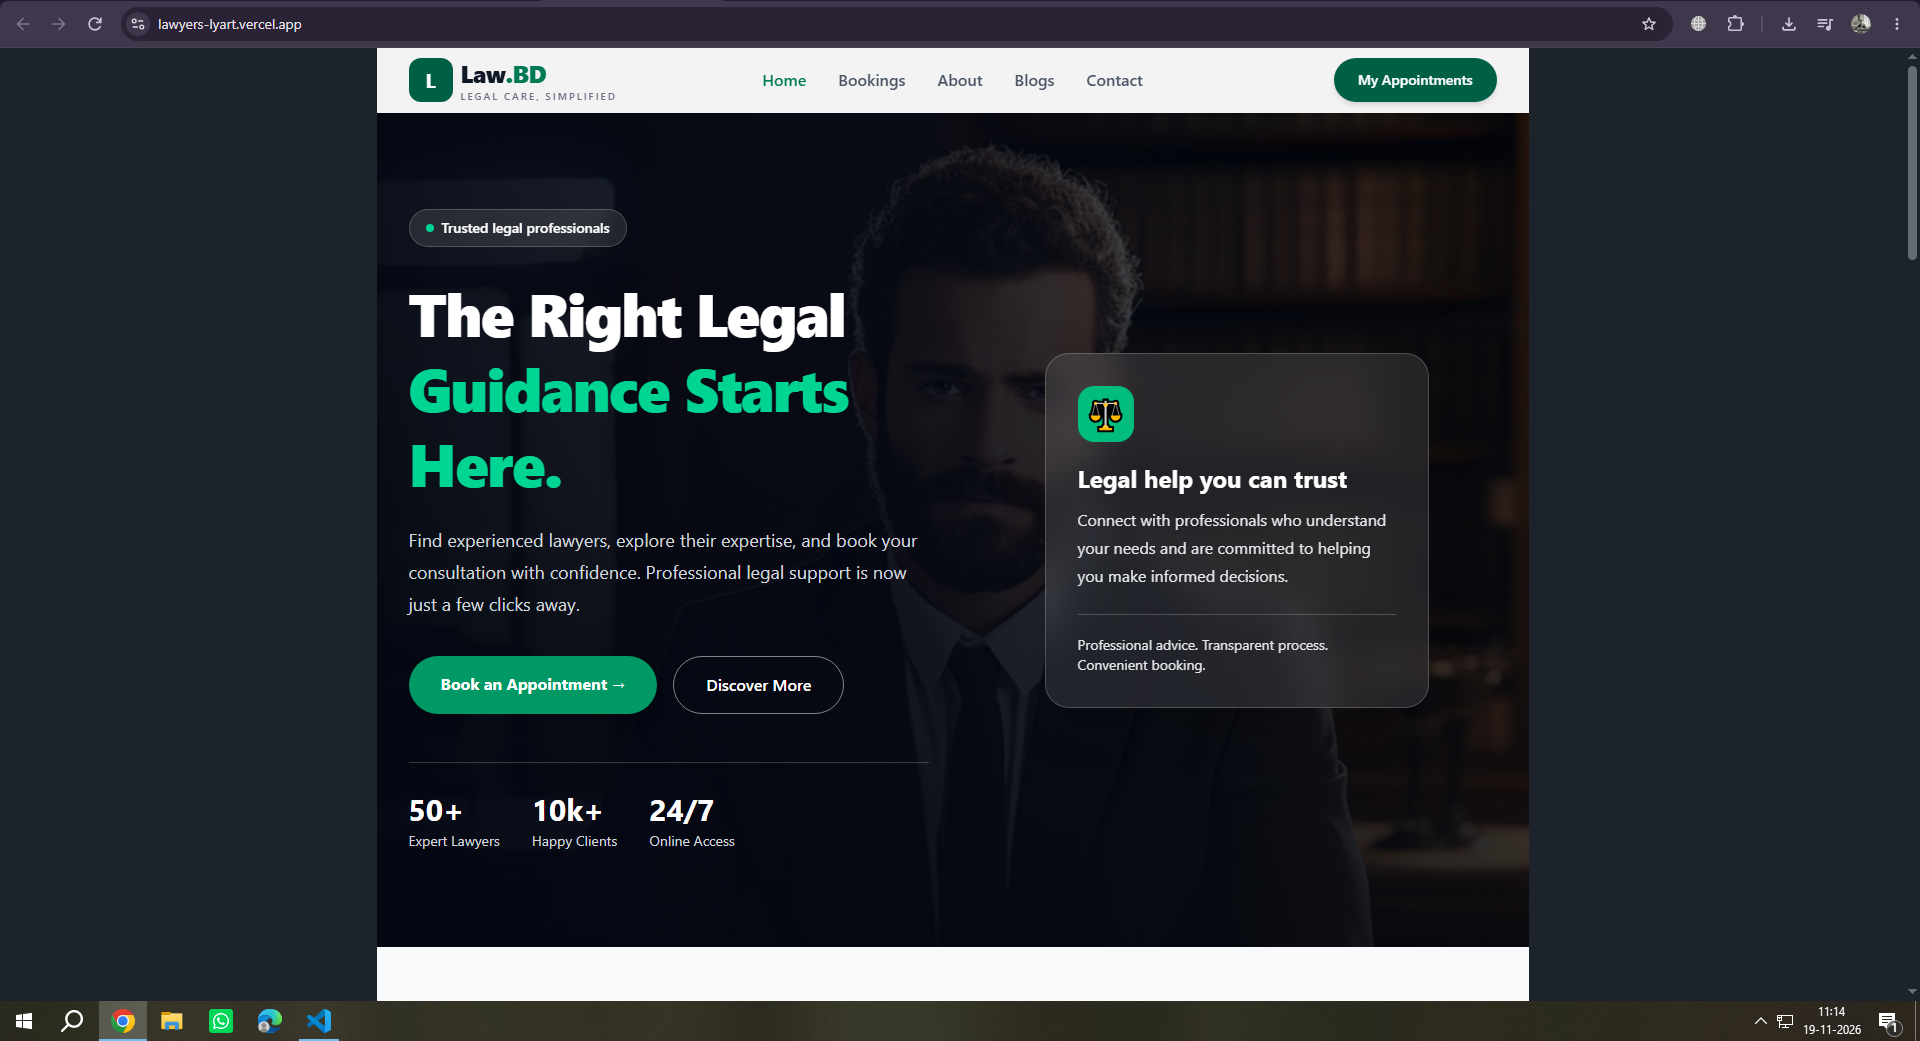 lawyers-lyart.vercel.app
L
Law.BD
LEGAL CARE, SIMPLIFIED
Home
Bookings
About
Blogs
Contact
My Appointments
Trusted legal professionals
The Right Legal
Guidance Starts
Here.
Find experienced lawyers, explore their expertise, and book your
consultation with confidence. Professional legal support is now
just a few clicks away.
Book an Appointment →
Discover More
50+
Expert Lawyers
10k+
Happy Clients
24/7
Online Access
Legal help you can trust
Connect with professionals who understand
your needs and are committed to helping
you make informed decisions.
Professional advice. Transparent process.
Convenient booking.
11:14
19-11-2026
1